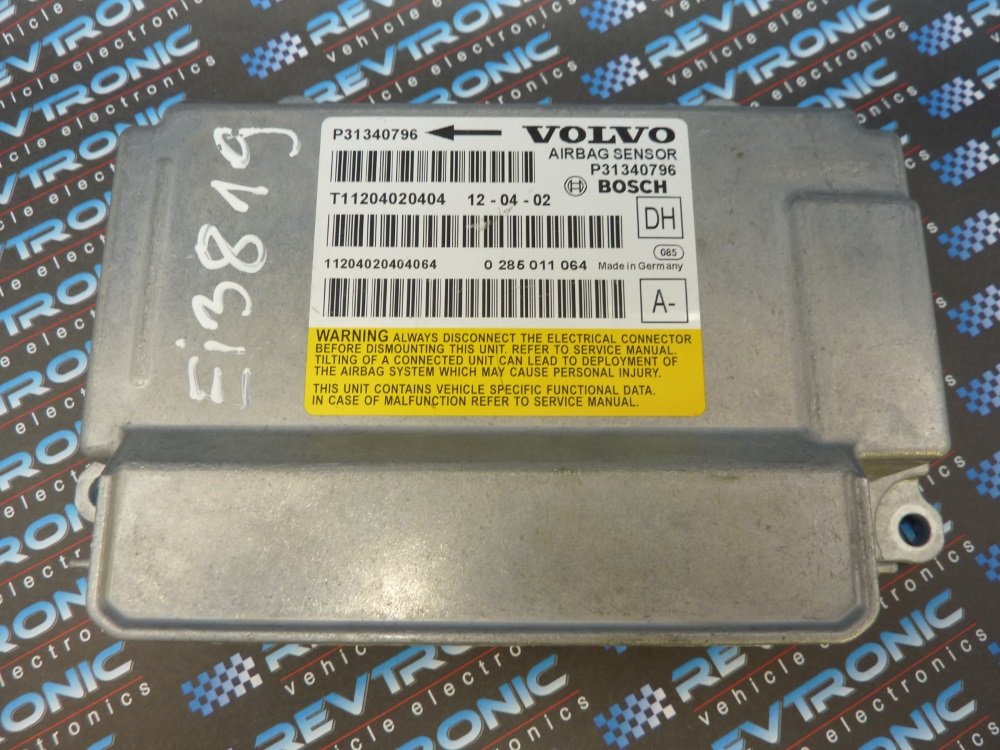 P31340796
VOLVO
AIRBAG SENSOR
P31340796
BOSCH
T11204020404 12 - 04 - 02
DH
085
11204020404064 0 285 011 064 Made in Germany
A-
WARNING ALWAYS DISCONNECT THE ELECTRICAL CONNECTOR
BEFORE DISMOUNTING THIS UNIT. REFER TO SERVICE MANUAL.
TILTING OF A CONNECTED UNIT CAN LEAD TO DEPLOYMENT OF
THE AIRBAG SYSTEM WHICH MAY CAUSE PERSONAL INJURY.
THIS UNIT CONTAINS VEHICLE SPECIFIC FUNCTIONAL DATA.
IN CASE OF MALFUNCTION REFER TO SERVICE MANUAL.
Ei3819
REVTRONIC
vehicle electronics